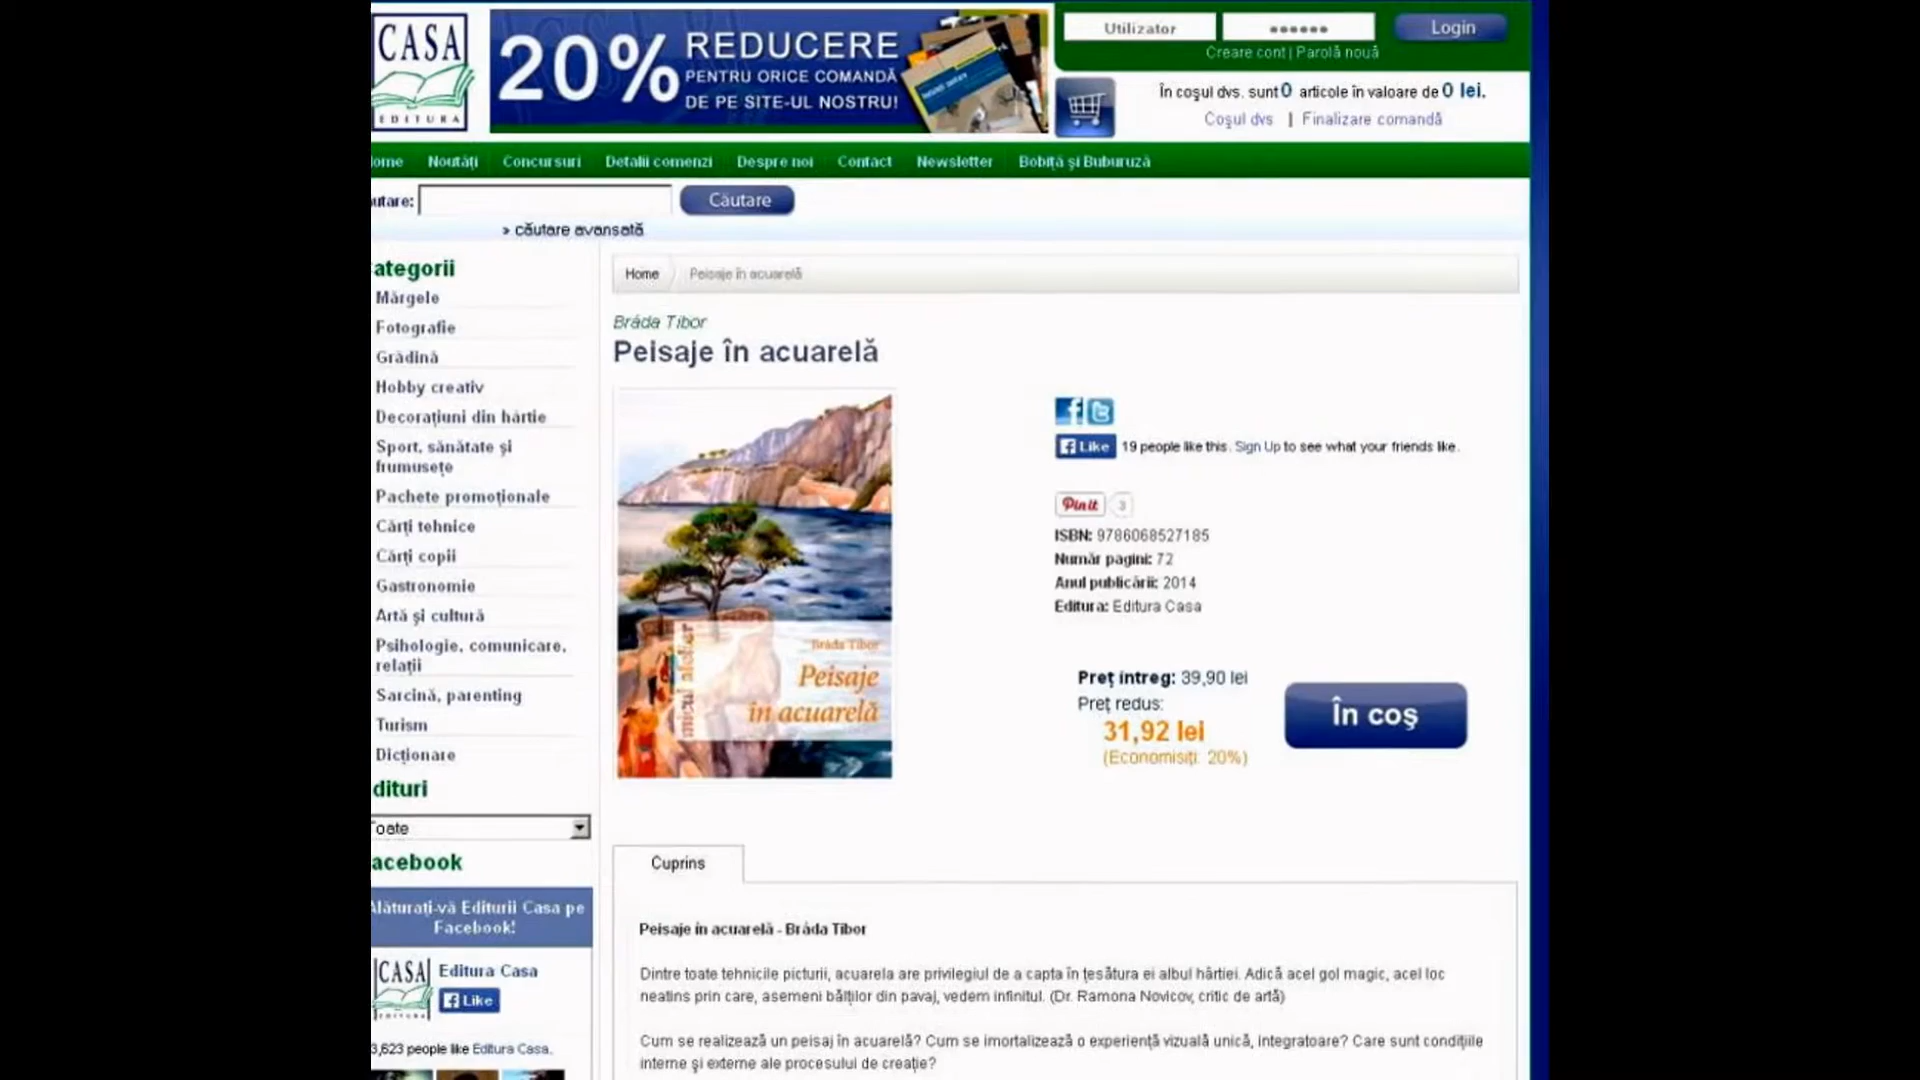 CASA
EDITURA
20% REDUCERE
PENTRU ORICE COMANDĂ
DE PE SITE-UL NOSTRU!
Utilizator
Login
Creare cont | Parolă nouă
În coşul dvs. sunt 0 articole în valoare de 0 lei.
Coşul dvs | Finalizare comandă
ome Noutăţi Concursuri Detalii comenzi Despre noi Contact Newsletter Bobiţă şi Buburuză
utare:
Căutare
» căutare avansată
ategorii
Mărgele
Fotografie
Grădină
Hobby creativ
Decoraţiuni din hârtie
Sport, sănătate şi
frumuseţe
Pachete promoţionale
Cărţi tehnice
Cărţi copii
Gastronomie
Artă şi cultură
Psihologie, comunicare,
relaţii
Sarcină, parenting
Turism
Dicţionare
dituri
Toate
acebook
Alăturaţi-vă Editurii Casa pe
Facebook!
CASA
EDITURA
Editura Casa
Like
3,623 people like Editura Casa.
Home Peisaje în acuarelă
Bráda Tibor
Peisaje în acuarelă
micul atelier
Bráda Tibor
Peisaje
în acuarelă
Like 19 people like this. Sign Up to see what your friends like.
Pinit 3
ISBN: 9786068527185
Număr pagini: 72
Anul publicării: 2014
Editura: Editura Casa
Preţ întreg: 39,90 lei
Preţ redus:
31,92 lei
(Economisiţi: 20%)
În coş
Cuprins
Peisaje în acuarelă - Bráda Tibor
Dintre toate tehnicile picturii, acuarela are privilegiul de a capta în ţesătura ei albul hârtiei. Adică acel gol magic, acel loc
neatins prin care, asemeni bălţilor din pavaj, vedem infinitul. (Dr. Ramona Novicov, critic de artă)
Cum se realizează un peisaj în acuarelă? Cum se imortalizează o experienţă vizuală unică, integratoare? Care sunt condiţiile
interne şi externe ale procesului de creaţie?